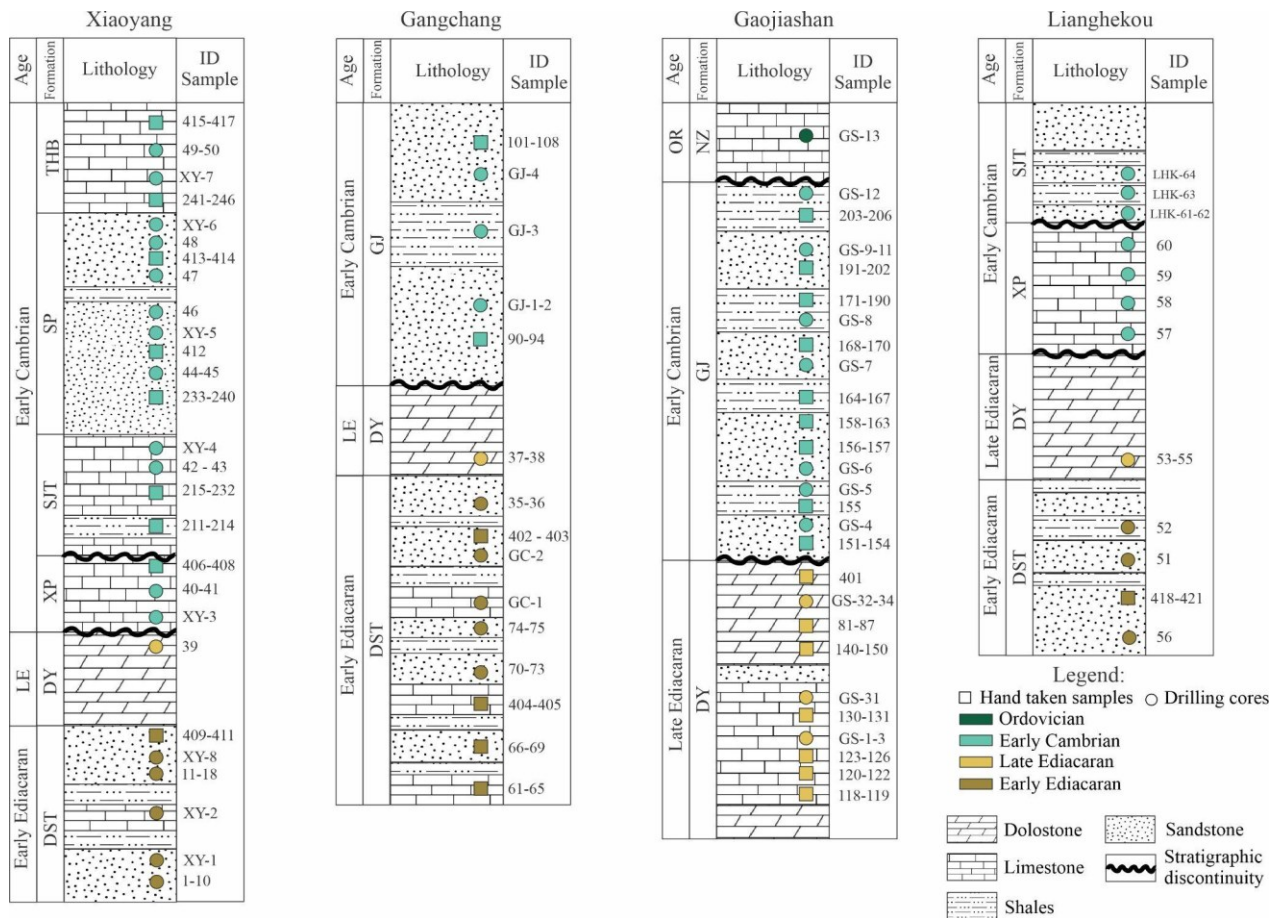 Xiaoyang
Age
Formation
Lithology
ID
Sample
Early Cambrian
LE
Early Ediacaran
THB
SP
SJT
XP
DY
DST
415-417
49-50
XY-7
241-246
XY-6
48
413-414
47
46
XY-5
412
44-45
233-240
XY-4
42 - 43
215-232
211-214
406-408
40-41
XY-3
39
409-411
XY-8
11-18
XY-2
XY-1
1-10
Gangchang
Age
Formation
Lithology
ID
Sample
Early Cambrian
LE
Early Ediacaran
GJ
DY
DST
101-108
GJ-4
GJ-3
GJ-1-2
90-94
37-38
35-36
402 - 403
GC-2
GC-1
74-75
70-73
404-405
66-69
61-65
Gaojiashan
Age
Formation
Lithology
ID
Sample
OR
Early Cambrian
Late Ediacaran
NZ
GJ
DY
GS-13
GS-12
203-206
GS-9-11
191-202
171-190
GS-8
168-170
GS-7
164-167
158-163
156-157
GS-6
GS-5
155
GS-4
151-154
401
GS-32-34
81-87
140-150
GS-31
130-131
GS-1-3
123-126
120-122
118-119
Lianghekou
Age
Formation
Lithology
ID
Sample
Early Cambrian
Late Ediacaran
Early Ediacaran
SJT
XP
DY
DST
LHK-64
LHK-63
LHK-61-62
60
59
58
57
53-55
52
51
418-421
56
Legend:
Hand taken samples
Drilling cores
Ordovician
Early Cambrian
Late Ediacaran
Early Ediacaran
Dolostone
Sandstone
Limestone
Stratigraphic
discontinuity
Shales